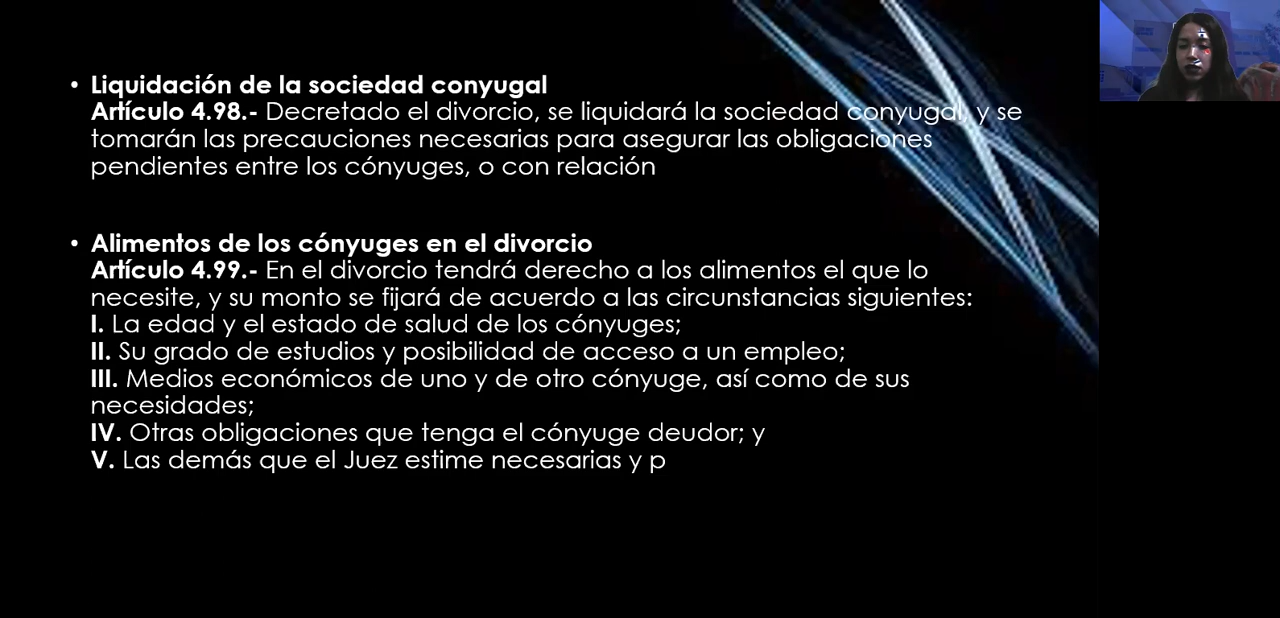 • Liquidación de la sociedad conyugal
Artículo 4.98.- Decretado el divorcio, se liquidará la sociedad conyugal, y se
tomarán las precauciones necesarias para asegurar las obligaciones
pendientes entre los cónyuges, o con relación
• Alimentos de los cónyuges en el divorcio
Artículo 4.99.- En el divorcio tendrá derecho a los alimentos el que lo
necesite, y su monto se fijará de acuerdo a las circunstancias siguientes:
I. La edad y el estado de salud de los cónyuges;
II. Su grado de estudios y posibilidad de acceso a un empleo;
III. Medios económicos de uno y de otro cónyuge, así como de sus
necesidades;
IV. Otras obligaciones que tenga el cónyuge deudor; y
V. Las demás que el Juez estime necesarias y p